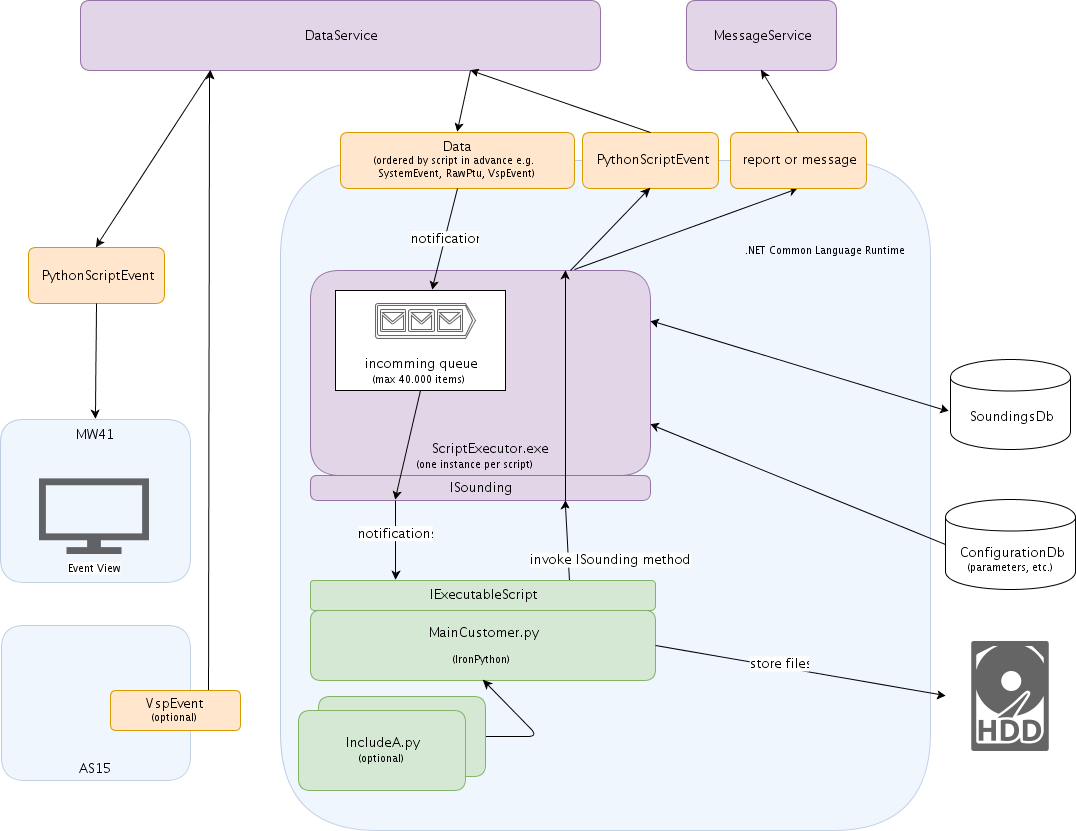 DataService
MessageService
Data
(ordered by script in advance e.g.
SystemEvent, RawPtu, VspEvent)
PythonScriptEvent
report or message
notification
.NET Common Language Runtime
PythonScriptEvent
incomming queue
(max 40.000 items)
SoundingsDb
MW41
ScriptExecutor.exe
(one instance per script)
ISounding
notifications
invoke ISounding method
ConfigurationDb
(parameters, etc.)
Event View
IExecutableScript
MainCustomer.py
(IronPython)
store files
VspEvent
(optional)
HDD
IncludeA.py
(optional)
AS15